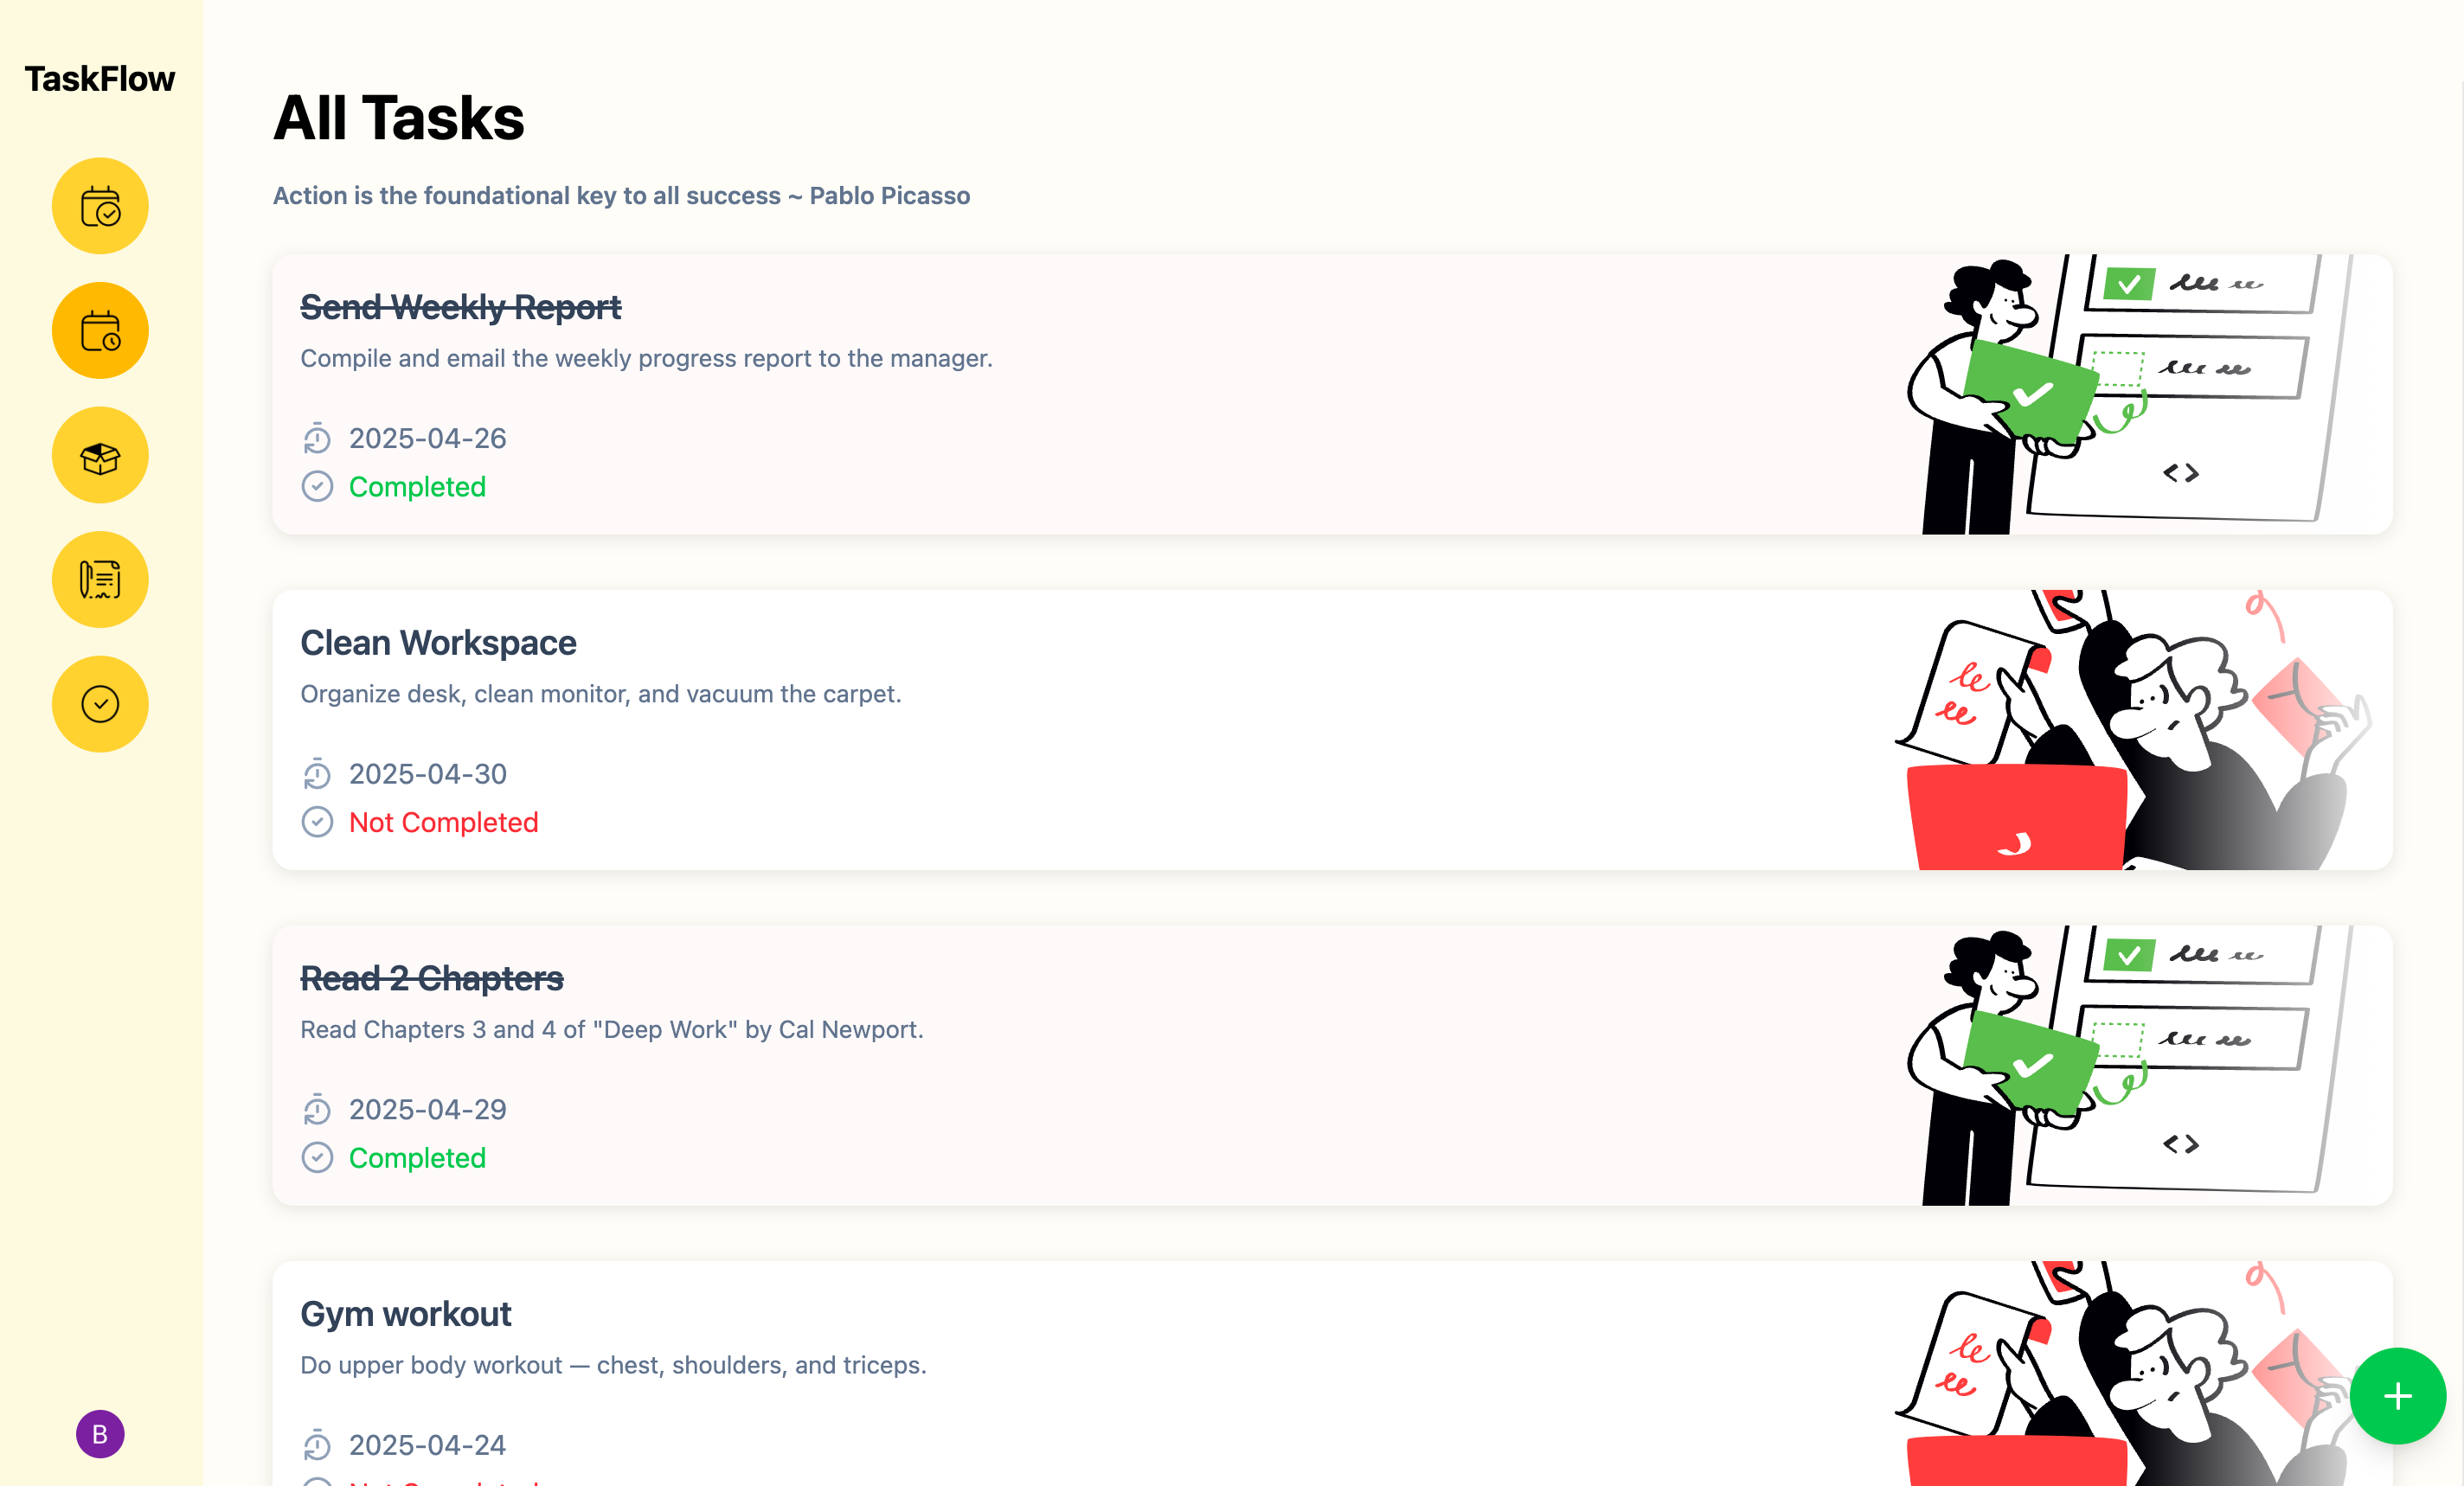 TaskFlow
All Tasks
Action is the foundational key to all success ~ Pablo Picasso
Send Weekly Report
Compile and email the weekly progress report to the manager.
2025-04-26
Completed
Clean Workspace
Organize desk, clean monitor, and vacuum the carpet.
2025-04-30
Not Completed
Read 2 Chapters
Read Chapters 3 and 4 of "Deep Work" by Cal Newport.
2025-04-29
Completed
Gym workout
Do upper body workout — chest, shoulders, and triceps.
2025-04-24
Not Completed
B